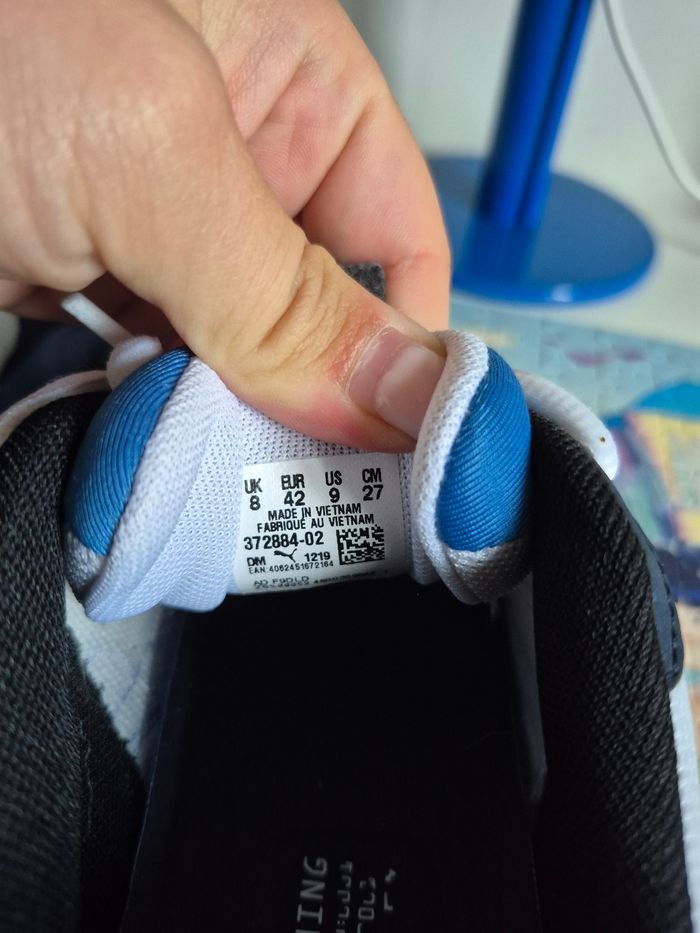 UK EUR US CM
8 42 9 27
MADE IN VIETNAM
FABRIQUÉ AU VIETNAM
372884-02
DM 1219
EAN:4062451672164